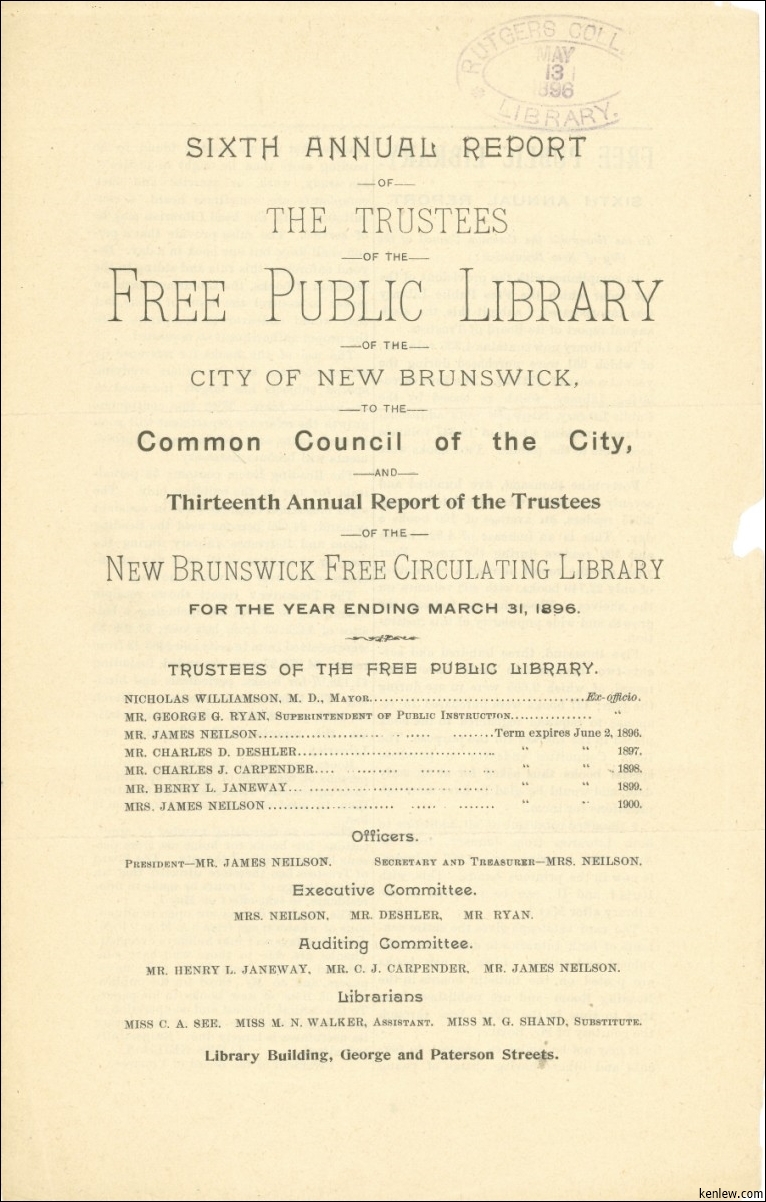 RUTGERS COLL
MAY
13
1896
LIBRARY.
SIXTH ANNUAL REPORT
—OF—
THE TRUSTEES
—OF THE—
FREE PUBLIC LIBRARY
—OF THE—
CITY OF NEW BRUNSWICK,
—TO THE—
Common Council of the City,
—AND—
Thirteenth Annual Report of the Trustees
—OF THE—
NEW BRUNSWICK FREE CIRCULATING LIBRARY
FOR THE YEAR ENDING MARCH 31, 1896.
TRUSTEES OF THE FREE PUBLIC LIBRARY.
NICHOLAS WILLIAMSON, M. D., MAYOR......................................Ex-officio.
MR. GEORGE G. RYAN, SUPERINTENDENT OF PUBLIC INSTRUCTION............... “
MR. JAMES NEILSON........................ . ..... ........Term expires June 2, 1896.
MR. CHARLES D. DESHLER................................... “ “ 1897.
MR. CHARLES J. CARPENDER.... ......... ...... .. ... “ “ 1898.
MR. HENRY L. JANEWAY... ......................... ...... “ “ 1899.
MRS. JAMES NEILSON ....................... ..... ....... “ “ 1900.
Officers.
PRESIDENT—MR. JAMES NEILSON. SECRETARY AND TREASURER—MRS. NEILSON.
Executive Committee.
MRS. NEILSON, MR. DESHLER, MR RYAN.
Auditing Committee.
MR. HENRY L. JANEWAY, MR. C. J. CARPENDER, MR. JAMES NEILSON.
Librarians
MISS C. A. SEE. MISS M. N. WALKER, ASSISTANT. MISS M. G. SHAND, SUBSTITUTE.
Library Building, George and Paterson Streets.
kenlew.com